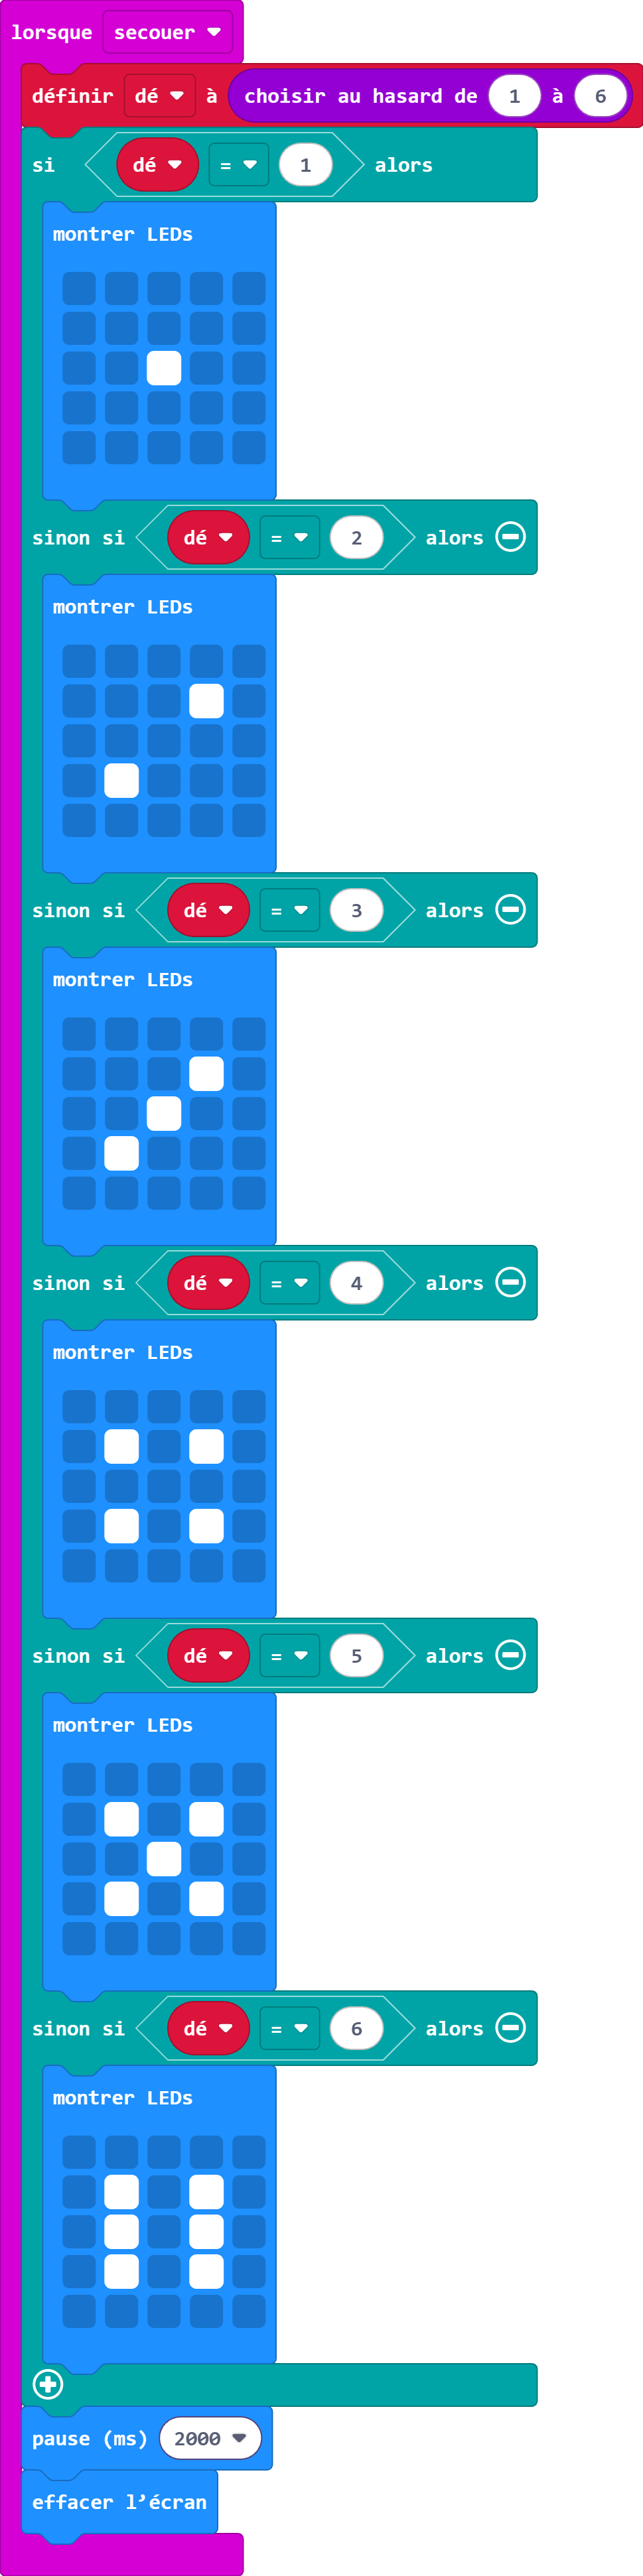 lorsque secouer
définir dé à choisir au hasard de 1 à 6
si dé = 1 alors
montrer LEDs
sinon si dé = 2 alors
montrer LEDs
sinon si dé = 3 alors
montrer LEDs
sinon si dé = 4 alors
montrer LEDs
sinon si dé = 5 alors
montrer LEDs
sinon si dé = 6 alors
montrer LEDs
pause (ms) 2000
effacer l’écran